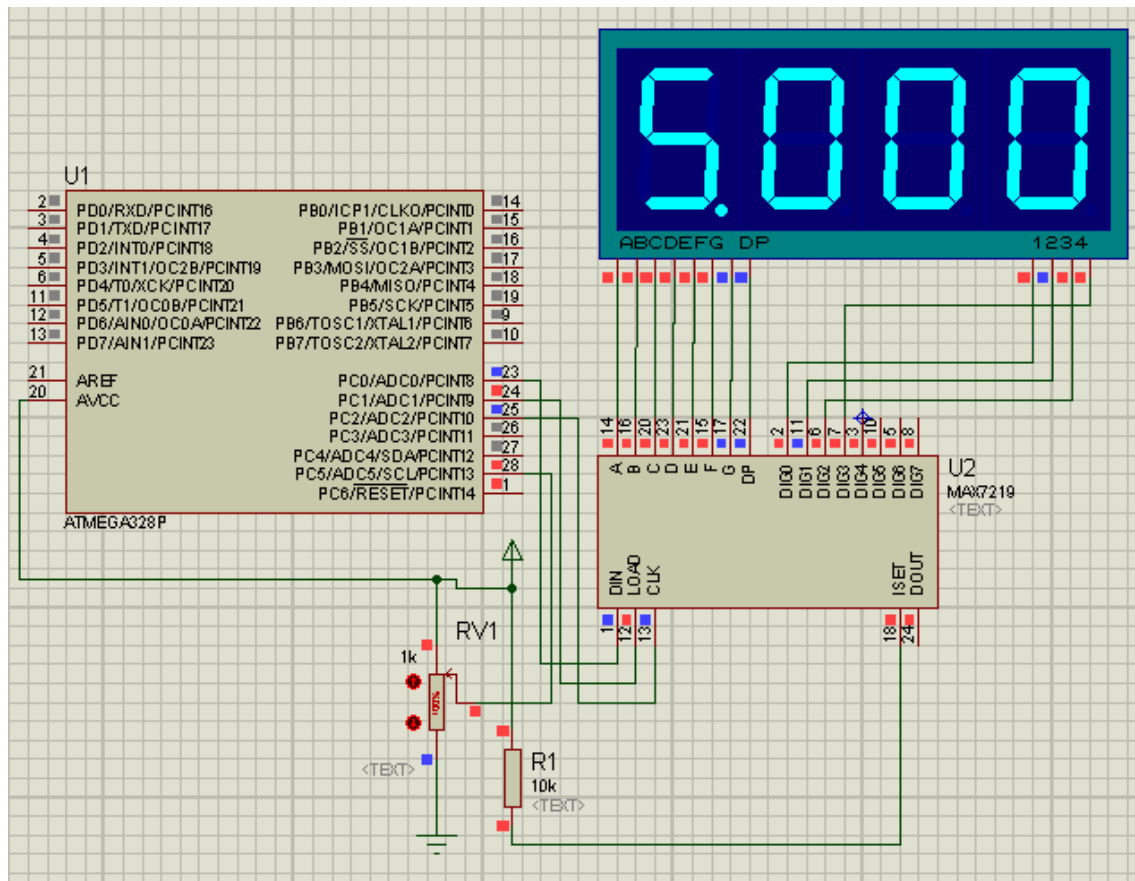 5.000
ABCDEFG DP 1234
U1
2 PD0/RXD/PCINT16
3 PD1/TXD/PCINT17
4 PD2/INT0/PCINT18
5 PD3/INT1/OC2B/PCINT19
6 PD4/T0/XCK/PCINT20
11 PD5/T1/OC0B/PCINT21
12 PD6/AIN0/OC0A/PCINT22
13 PD7/AIN1/PCINT23
21 AREF
20 AVCC
PB0/ICP1/CLKO/PCINT0 14
PB1/OC1A/PCINT1 15
PB2/SS/OC1B/PCINT2 16
PB3/MOSI/OC2A/PCINT3 17
PB4/MISO/PCINT4 18
PB5/SCK/PCINT5 19
PB6/TOSC1/XTAL1/PCINT6 9
PB7/TOSC2/XTAL2/PCINT7 10
PC0/ADC0/PCINT8 23
PC1/ADC1/PCINT9 24
PC2/ADC2/PCINT10 25
PC3/ADC3/PCINT11 26
PC4/ADC4/SDA/PCINT12 27
PC5/ADC5/SCL/PCINT13 28
PC6/RESET/PCINT14 1
ATMEGA328P
14 16 20 23 21 15 17 22 2 11 6 7 3 10 5 8
A B C D E F G DP DIG0 DIG1 DIG2 DIG3 DIG4 DIG5 DIG6 DIG7
U2
MAX7219
<TEXT>
DIN LOAD CLK ISET DOUT
1 12 13 18 24
RV1
1k
100%
<TEXT>
R1
10k
<TEXT>